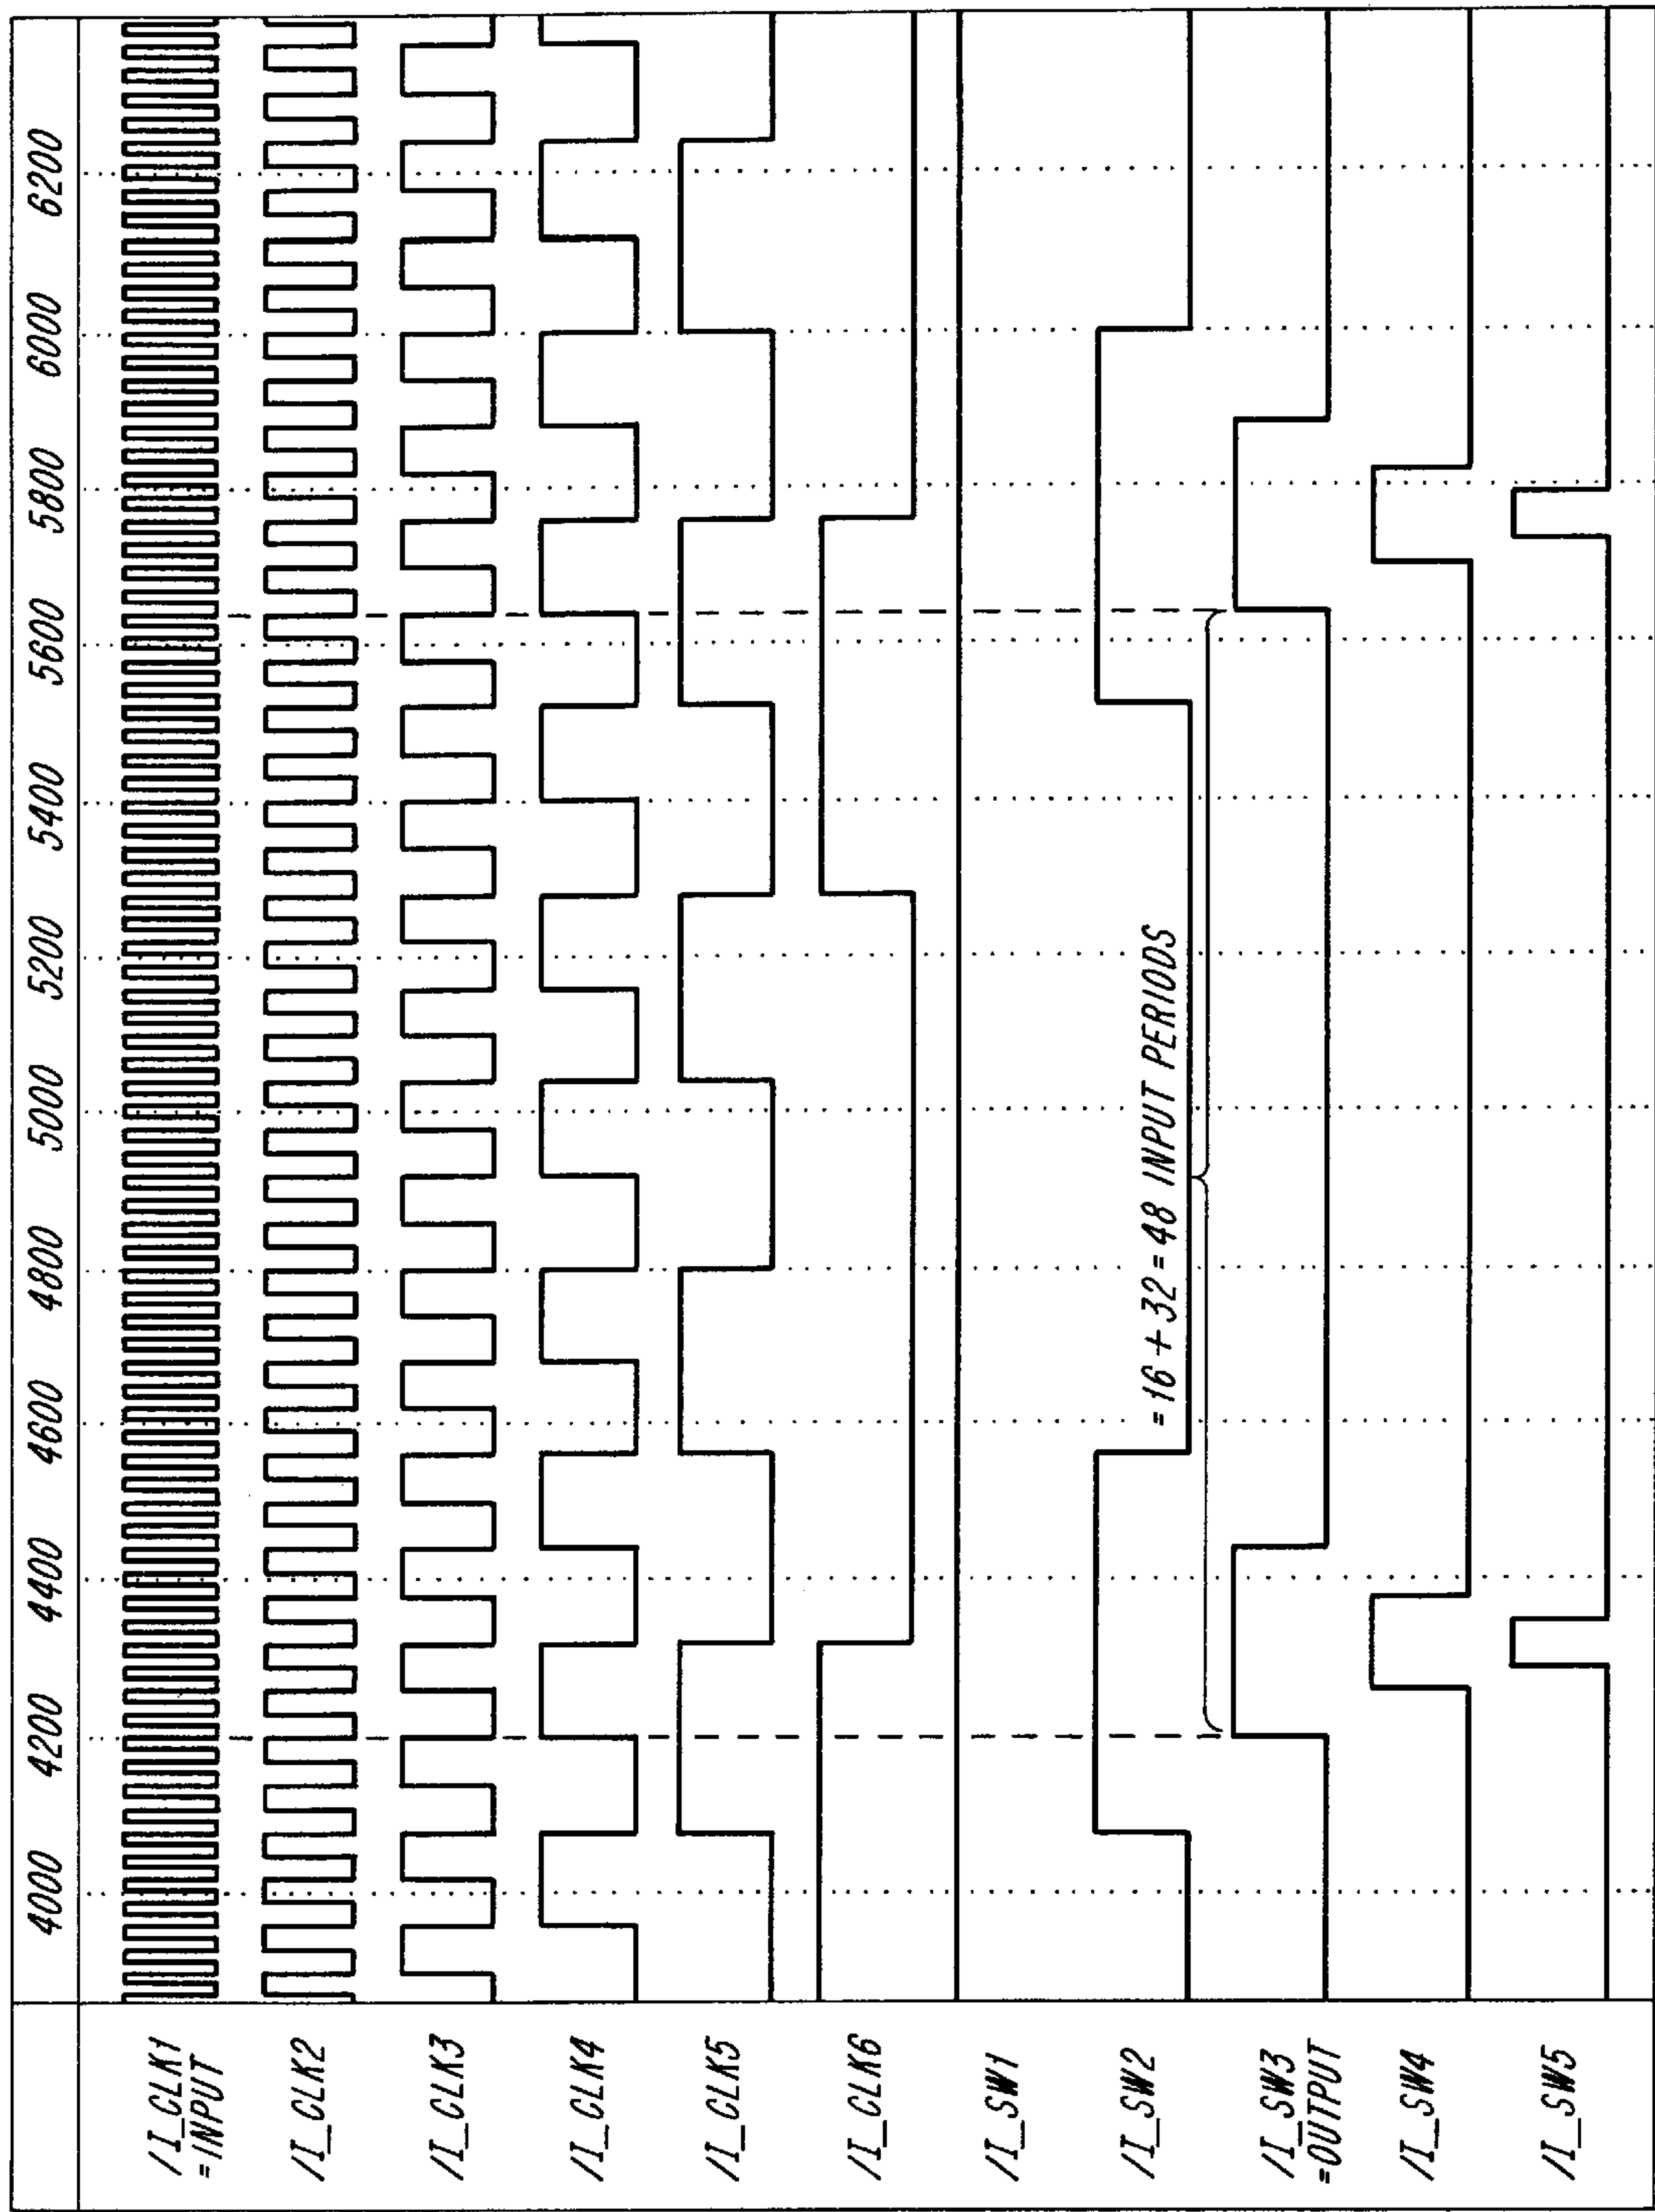 4000 4200 4400 4600 4800 5000 5200 5400 5600 5800 6000 6200
/I_CLK1
=INPUT
/I_CLK2
/I_CLK3
/I_CLK4
/I_CLK5
/I_CLK6
/I_SW1
/I_SW2
=16+32=48 INPUT PERIODS
/I_SW3
=OUTPUT
/I_SW4
/I_SW5